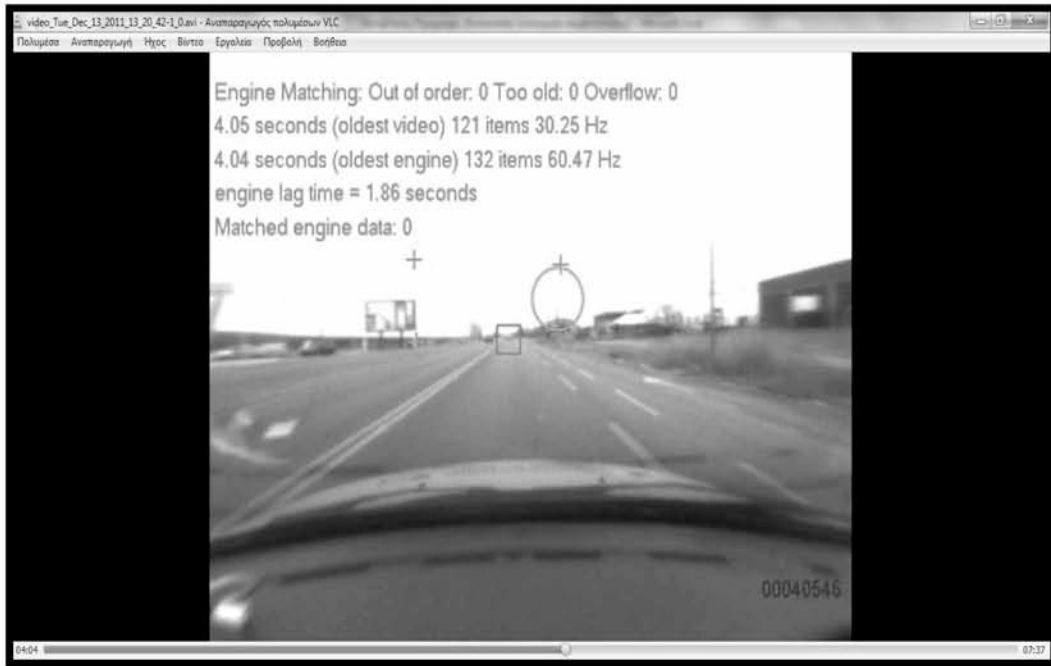 video_Tue_Dec_13_2011_13_20_42-1_0.avi - Αναπαραγωγός πολυμέσων VLC
Πολυμέσα Αναπαραγωγή Ήχος Βίντεο Εργαλεία Προβολή Βοήθεια
Engine Matching: Out of order: 0 Too old: 0 Overflow: 0
4.05 seconds (oldest video) 121 items 30.25 Hz
4.04 seconds (oldest engine) 132 items 60.47 Hz
engine lag time = 1.86 seconds
Matched engine data: 0
00040546
04:04 07:37